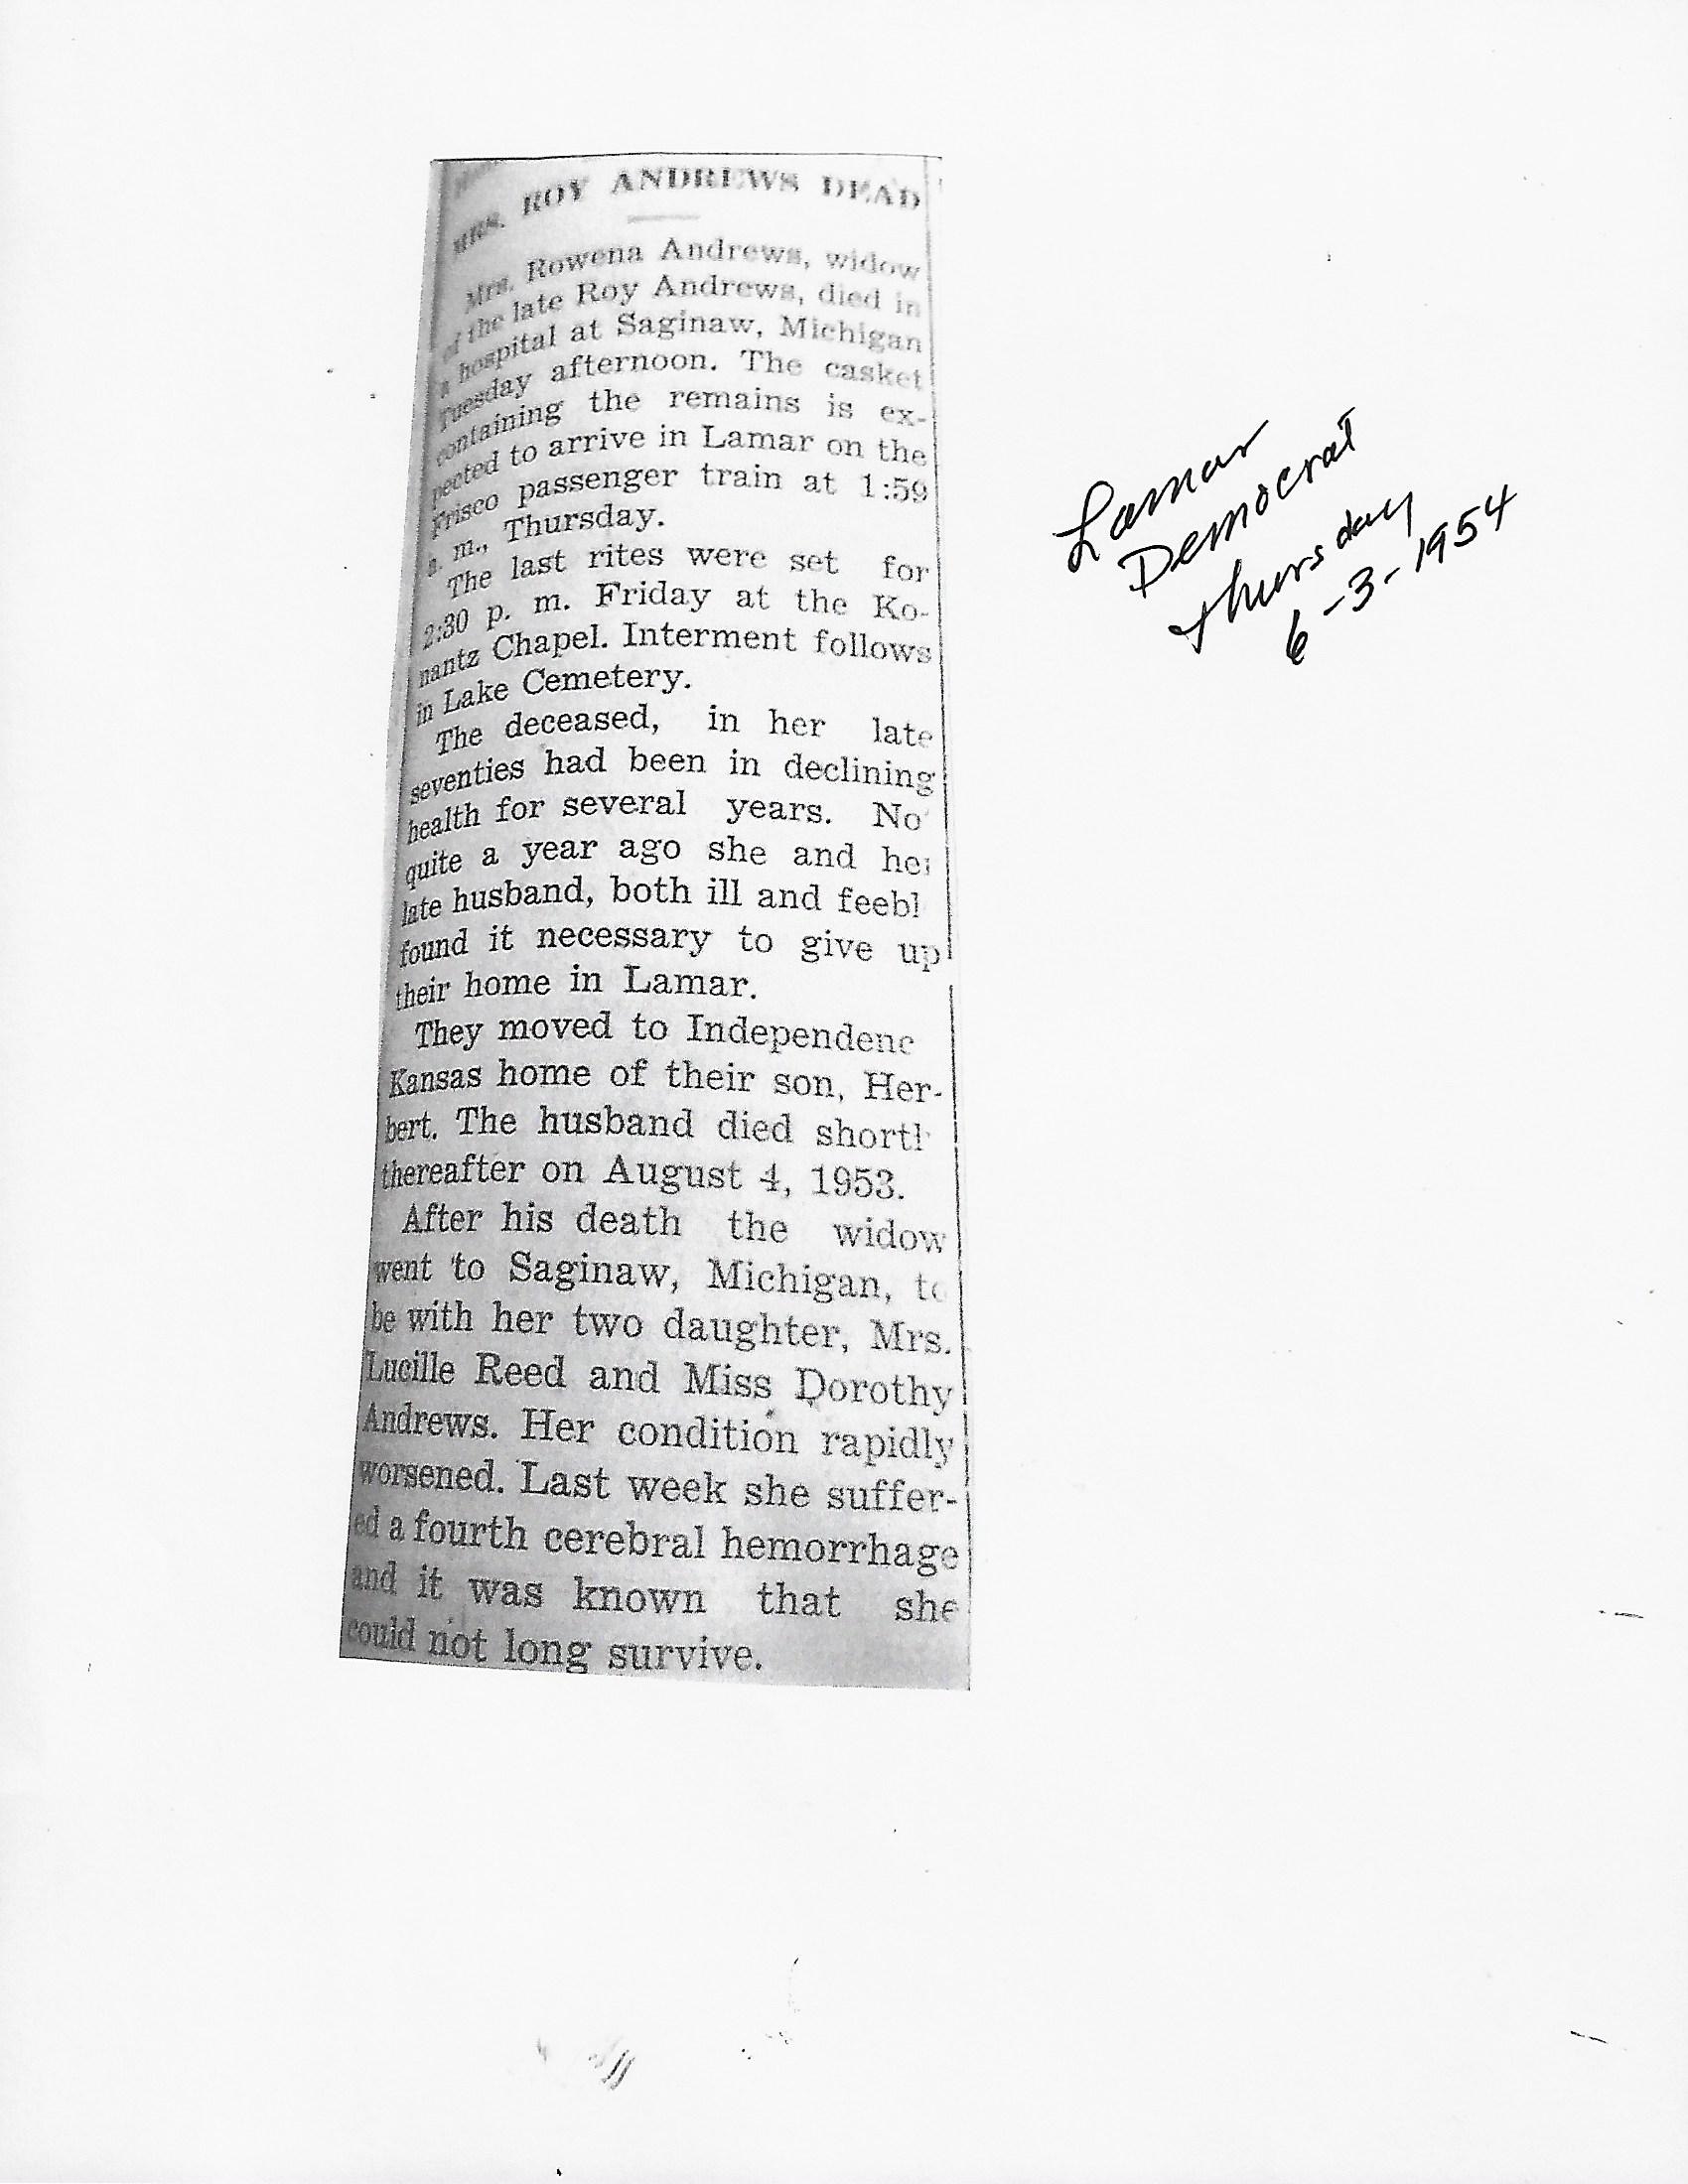 MRS. ROY ANDREWS DEAD
Mrs. Rowena Andrews, widow
of the late Roy Andrews, died in
a hospital at Saginaw, Michigan
Tuesday afternoon. The casket
containing the remains is ex-
pected to arrive in Lamar on the
Frisco passenger train at 1:59
a. m., Thursday.
The last rites were set for
2:30 p. m. Friday at the Ko-
nantz Chapel. Interment follows
in Lake Cemetery.
The deceased, in her late
seventies had been in declining
health for several years. No
quite a year ago she and her
late husband, both ill and feebl
found it necessary to give up
their home in Lamar.
They moved to Independenc
Kansas home of their son, Her-
bert. The husband died shortl
thereafter on August 4, 1953.
After his death the widow
went to Saginaw, Michigan, to
be with her two daughter, Mrs.
Lucille Reed and Miss Dorothy
Andrews. Her condition rapidly
worsened. Last week she suffer-
ed a fourth cerebral hemorrhage
and it was known that she
could not long survive.
Lamar
Democrat
thursday
6-3-1954